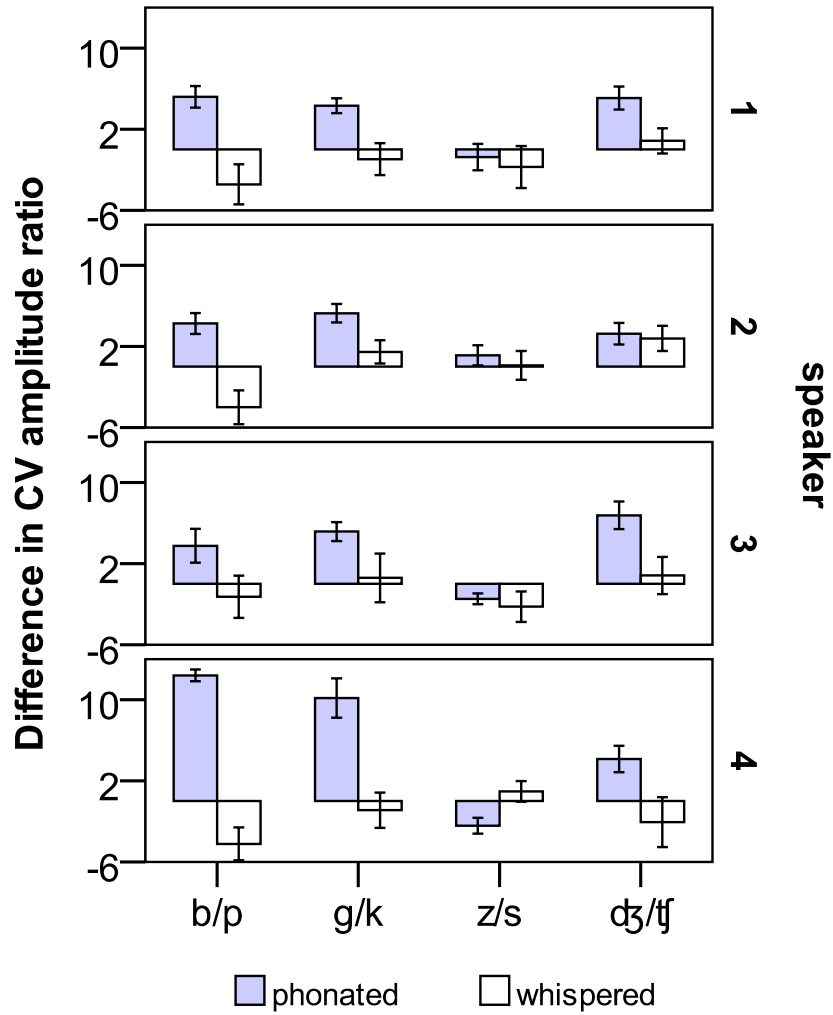 Difference in CV amplitude ratio
10
2
-6
1
10
2
-6
2
10
2
-6
3
10
2
-6
4
speaker
b/p
g/k
z/s
ʤ/ʧ
phonated
whispered